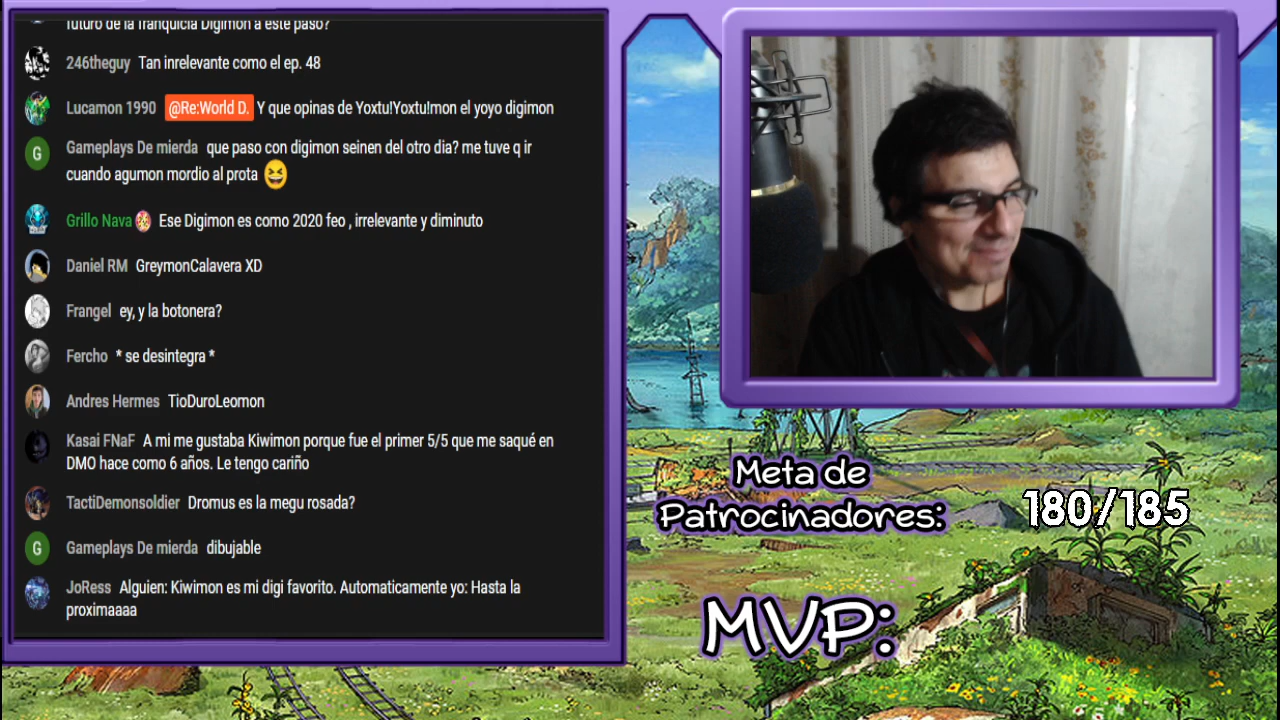 futuro de la franquicia Digimon a este paso?
246theguy Tan inrelevante como el ep. 48
Lucamon 1990 @Re:World D. Y que opinas de Yoxtu!Yoxtu!mon el yoyo digimon
G Gameplays De mierda que paso con digimon seinen del otro dia? me tuve q ir
cuando agumon mordio al prota
Grillo Nava Ese Digimon es como 2020 feo , irrelevante y diminuto
Daniel RM GreymonCalavera XD
Frangel ey, y la botonera?
Fercho * se desintegra *
Andres Hermes TioDuroLeomon
Kasai FNaF A mi me gustaba Kiwimon porque fue el primer 5/5 que me saqué en
DMO hace como 6 años. Le tengo cariño
TactiDemonsoldier Dromus es la megu rosada?
G Gameplays De mierda dibujable
JoRess Alguien: Kiwimon es mi digi favorito. Automaticamente yo: Hasta la
proximaaaa
Meta de
Patrocinadores:
180/185
MVP: